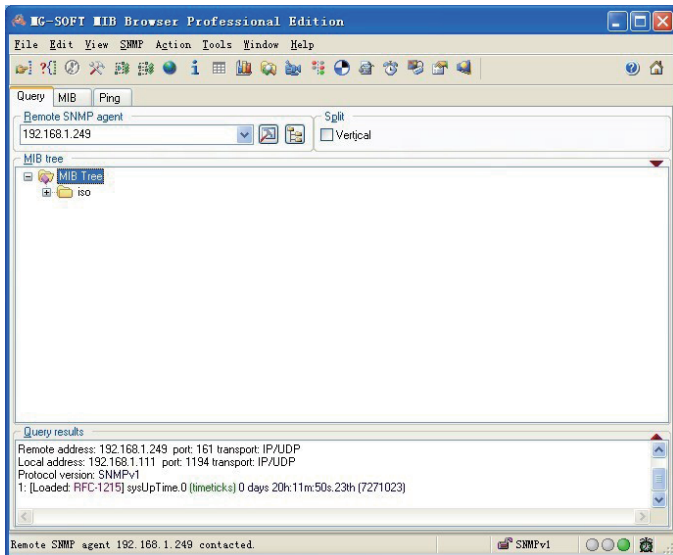 MG-SOFT MIB Browser Professional Edition
File Edit View SNMP Action Tools Window Help
Query MIB Ping
Remote SNMP agent
Split
192.168.1.249
Vertical
MIB tree
MIB Tree
iso
Query results
Remote address: 192.168.1.249 port: 161 transport: IP/UDP
Local address: 192.168.1.111 port: 1194 transport: IP/UDP
Protocol version: SNMPv1
1: [Loaded: RFC-1215] sysUpTime.0 (timeticks) 0 days 20h:11m:50s.23th (7271023)
Remote SNMP agent 192.168.1.249 contacted.
SNMPv1